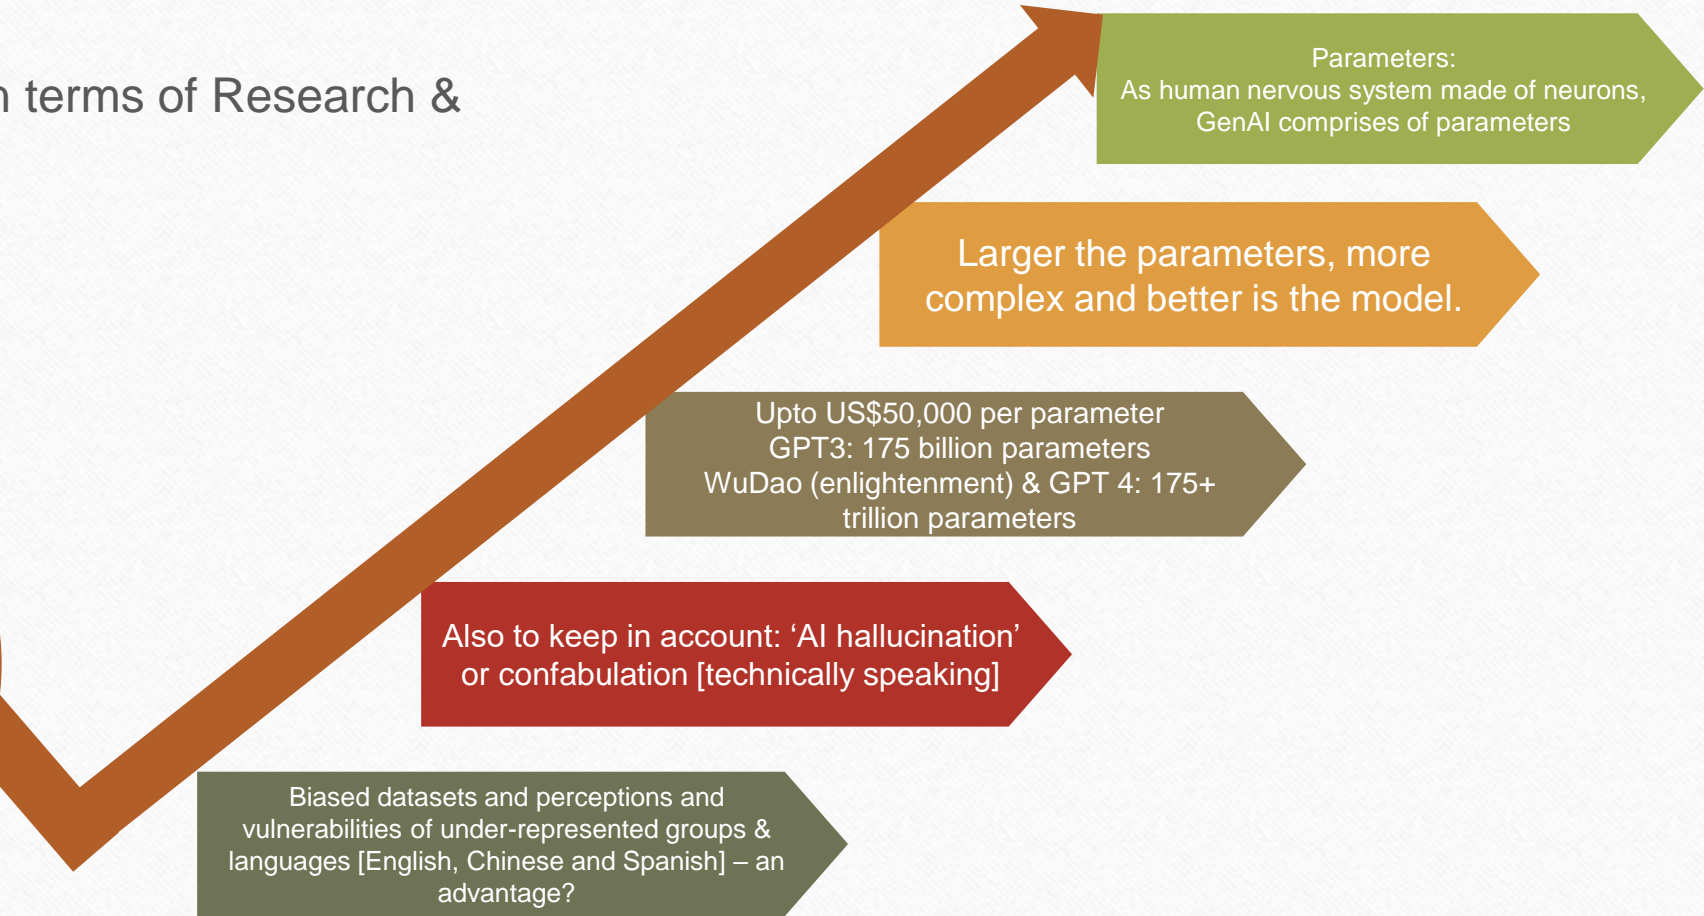 n terms of Research &
Parameters:
As human nervous system made of neurons,
GenAI comprises of parameters
Larger the parameters, more
complex and better is the model.
Upto US$50,000 per parameter
GPT3: 175 billion parameters
WuDao (enlightenment) & GPT 4: 175+
trillion parameters
Also to keep in account: ‘AI hallucination’
or confabulation [technically speaking]
Biased datasets and perceptions and
vulnerabilities of under-represented groups &
languages [English, Chinese and Spanish] – an
advantage?